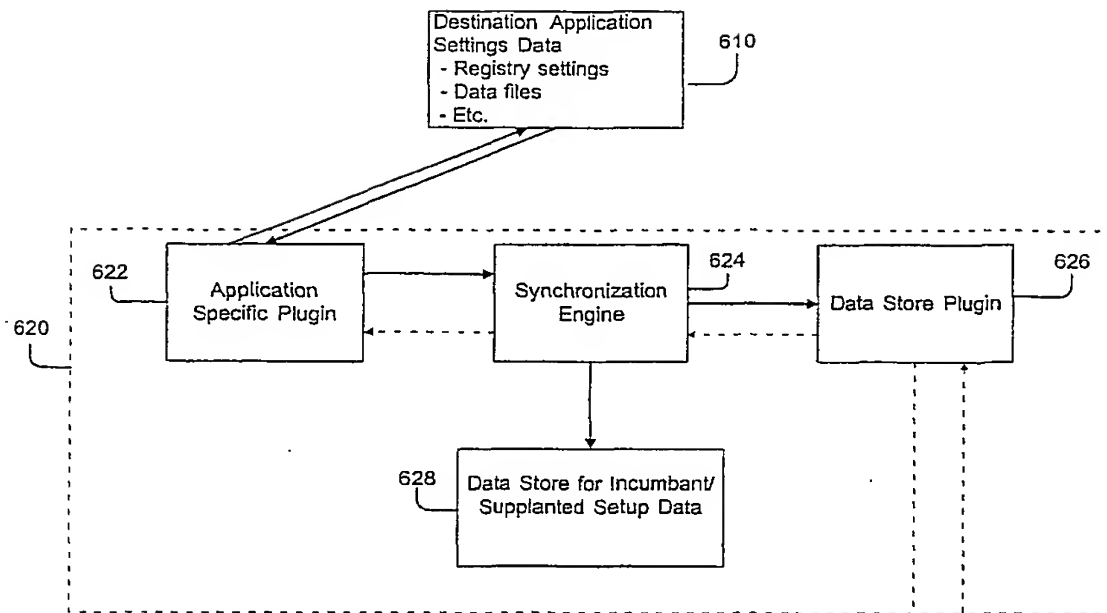 Destination Application
Settings Data
- Registry settings
- Data files
- Etc.
610
622
Application
Specific Plugin
Synchronization
Engine
624
Data Store Plugin
626
620
628
Data Store for Incumbant/
Supplanted Setup Data